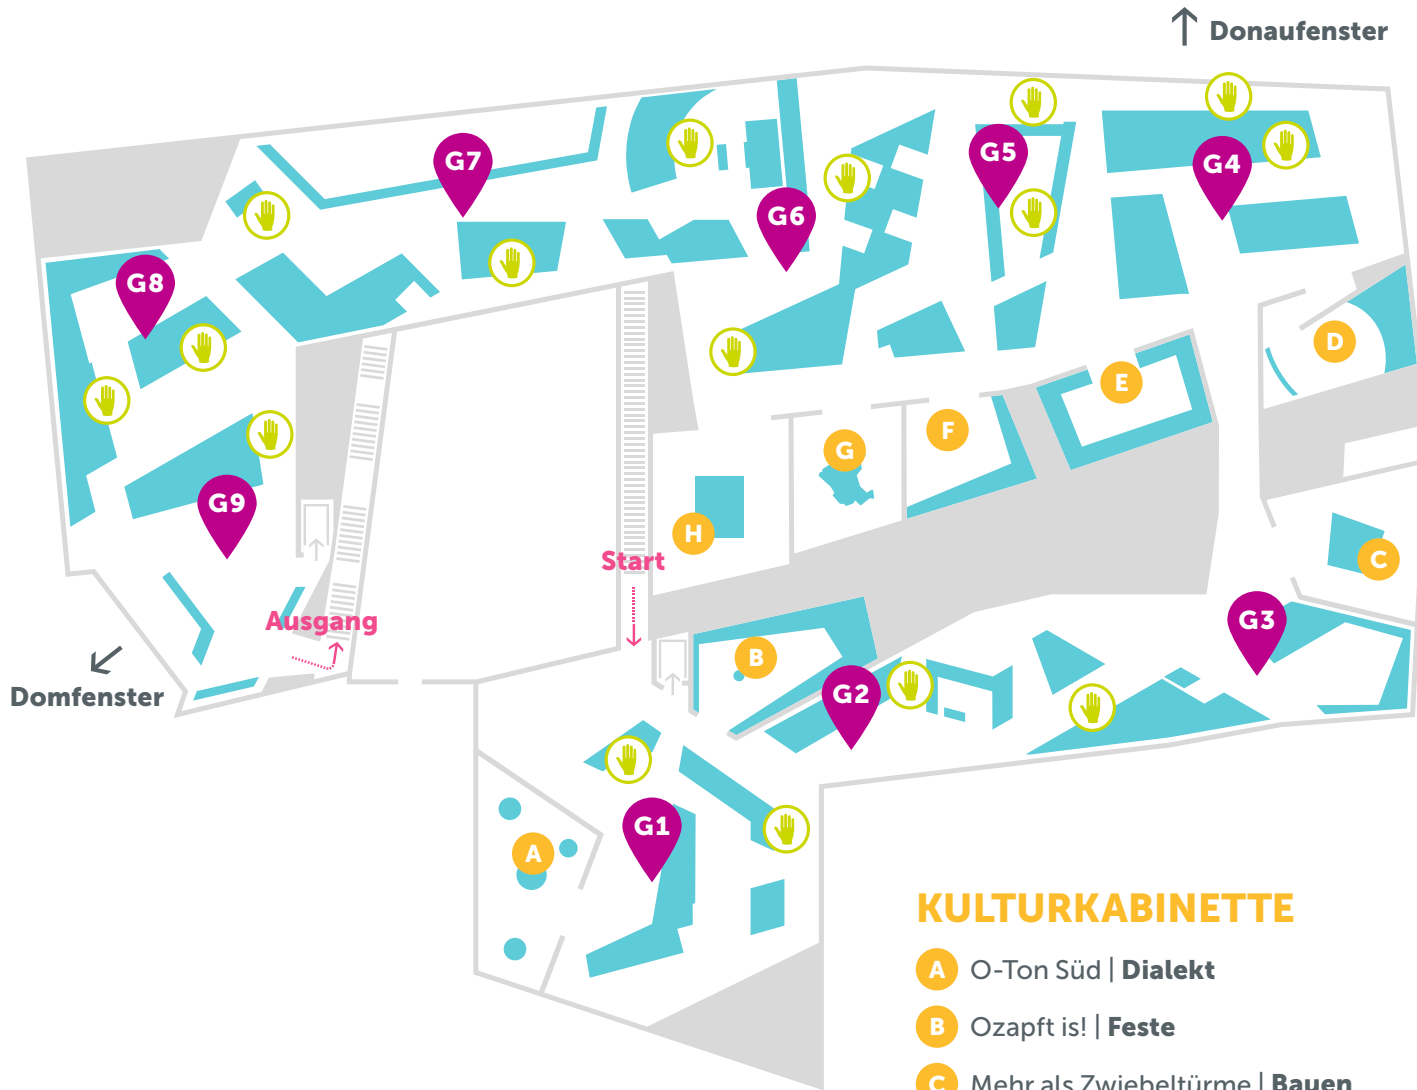 Donaufenster
G7
G5
G4
G6
G8
D
E
F
G
G9
H
Start
C
Ausgang
G3
B
Domfenster
G2
G1
A
KULTURKABINETTE
A O-Ton Süd | Dialekt
B Ozapft is! | Feste
C Mehr als Zwiebeltürme | Bauen